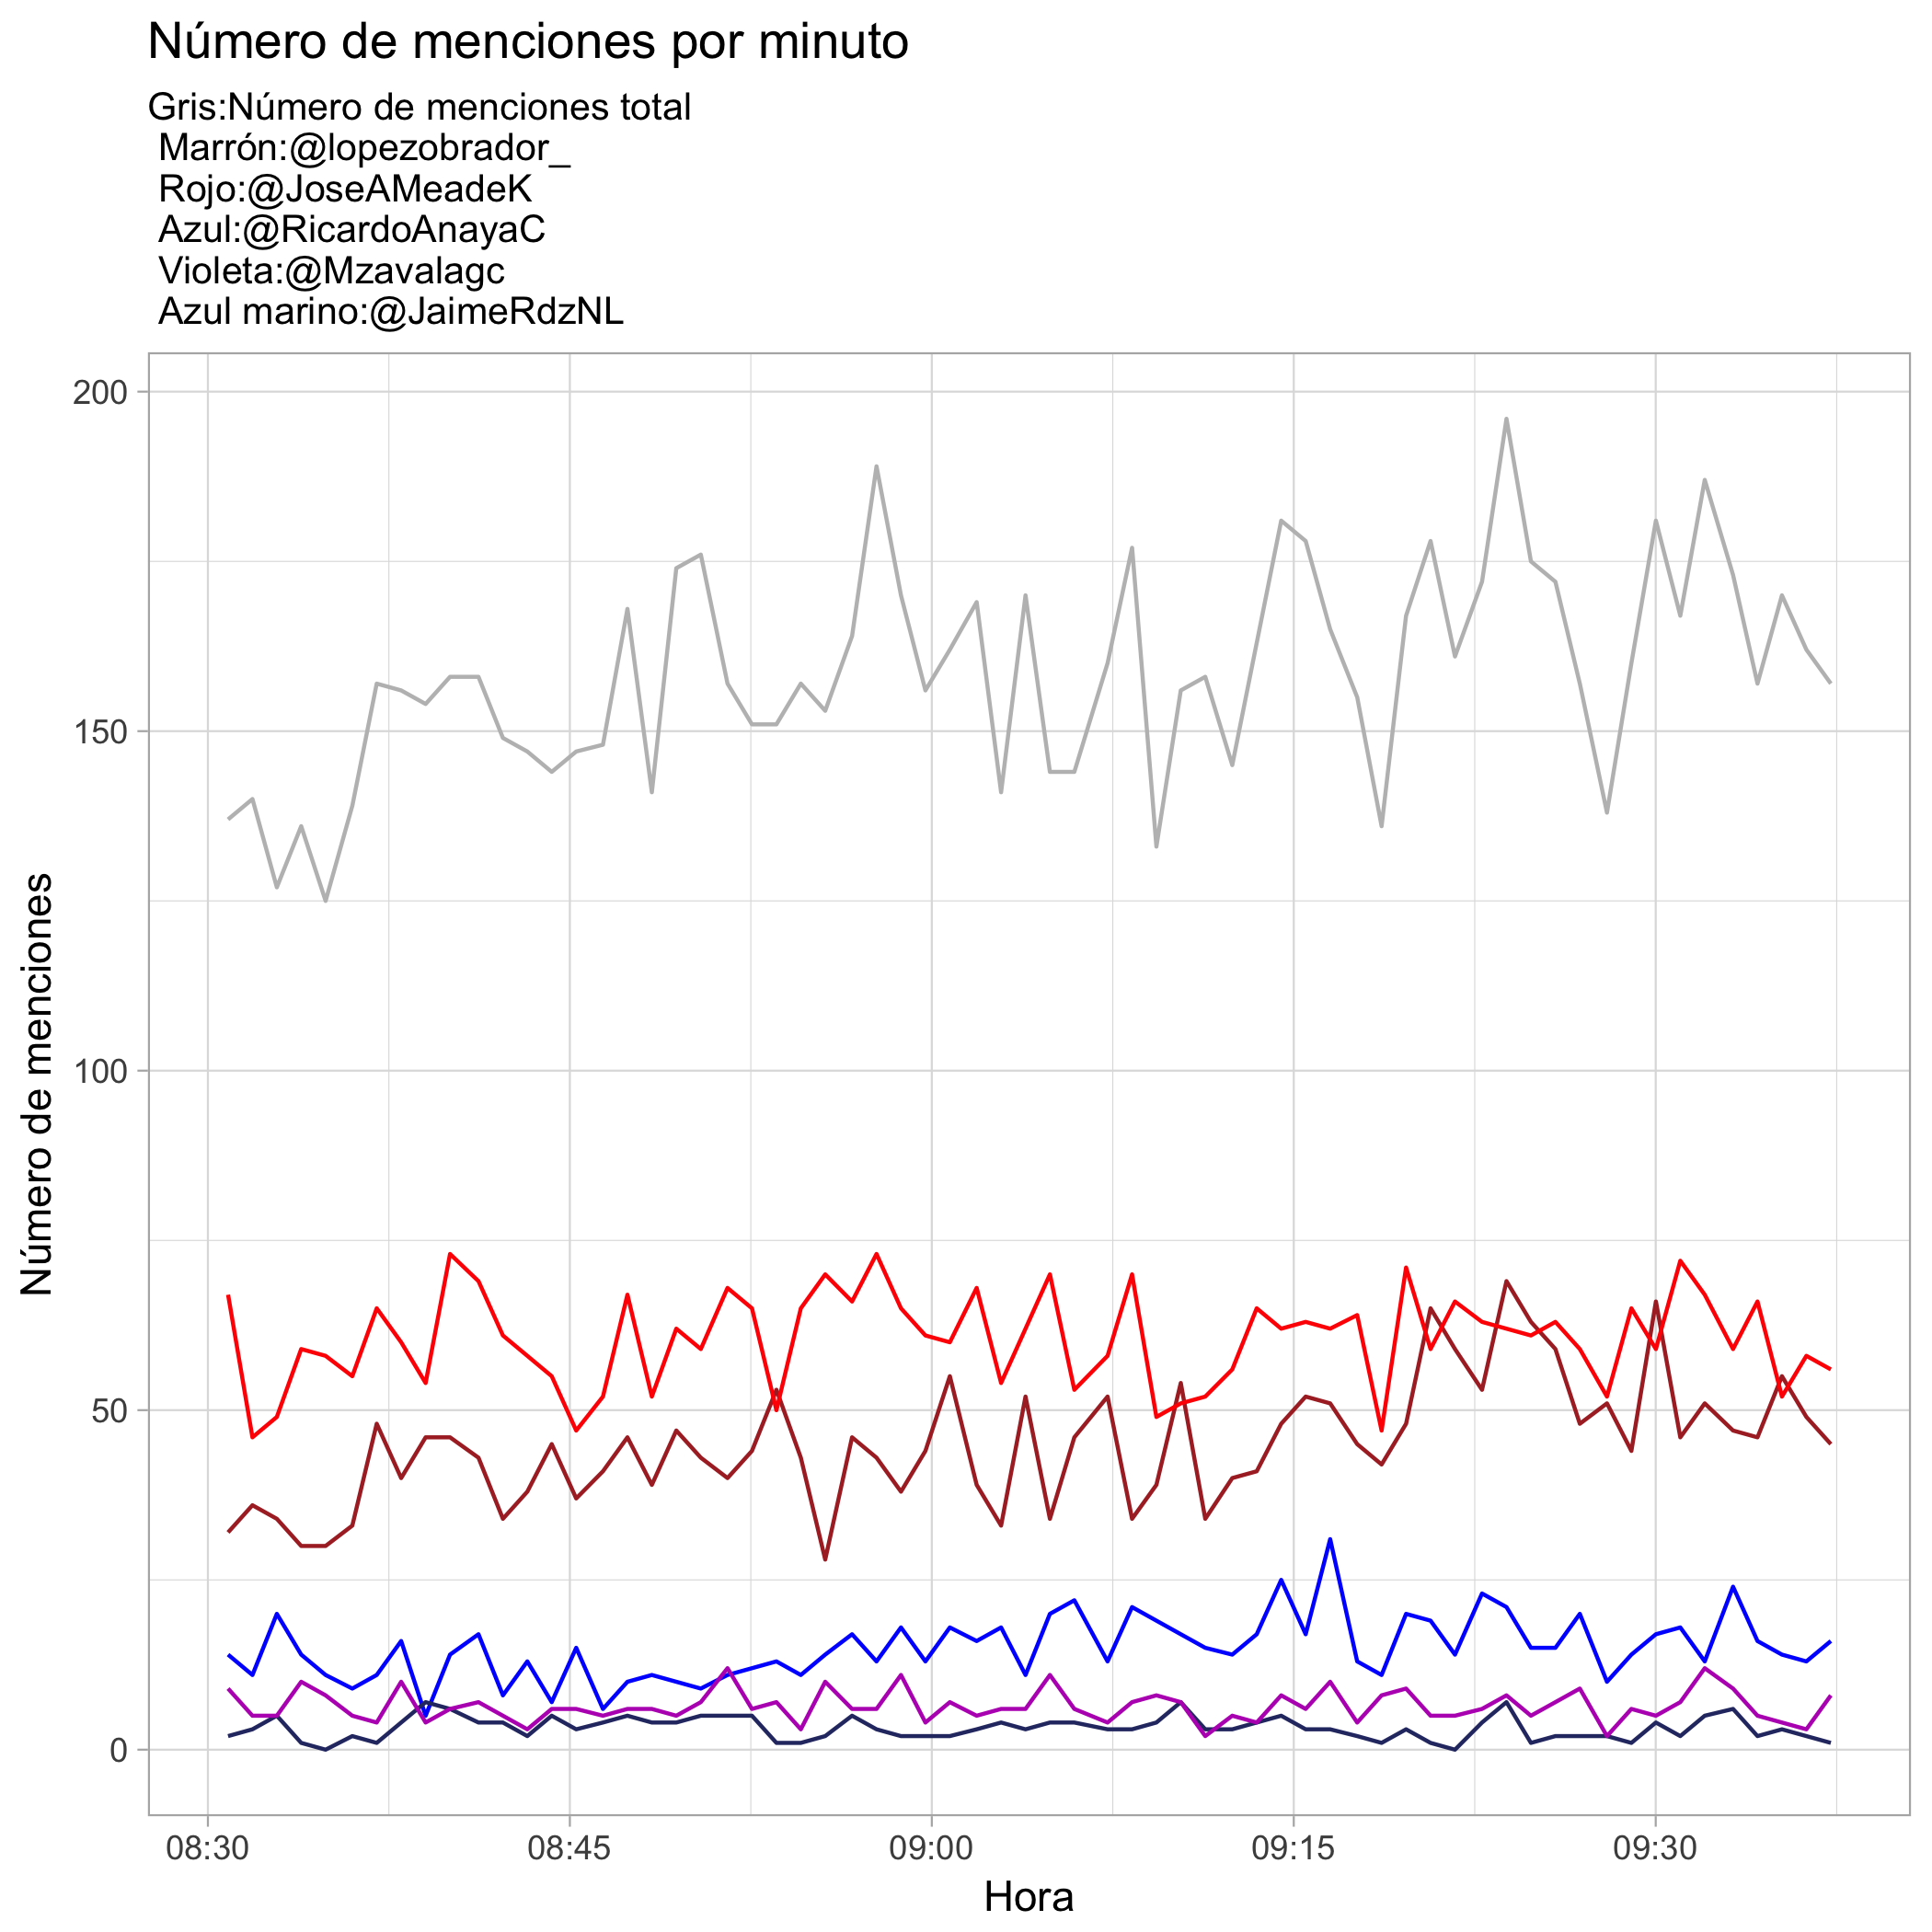 Número de menciones por minuto
Gris:Número de menciones total
Marrón:@lopezobrador_
Rojo:@JoseAMeadeK
Azul:@RicardoAnayaC
Violeta:@Mzavalagc
Azul marino:@JaimeRdzNL
Número de menciones
200
150
100
50
0
08:30
08:45
09:00
09:15
09:30
Hora